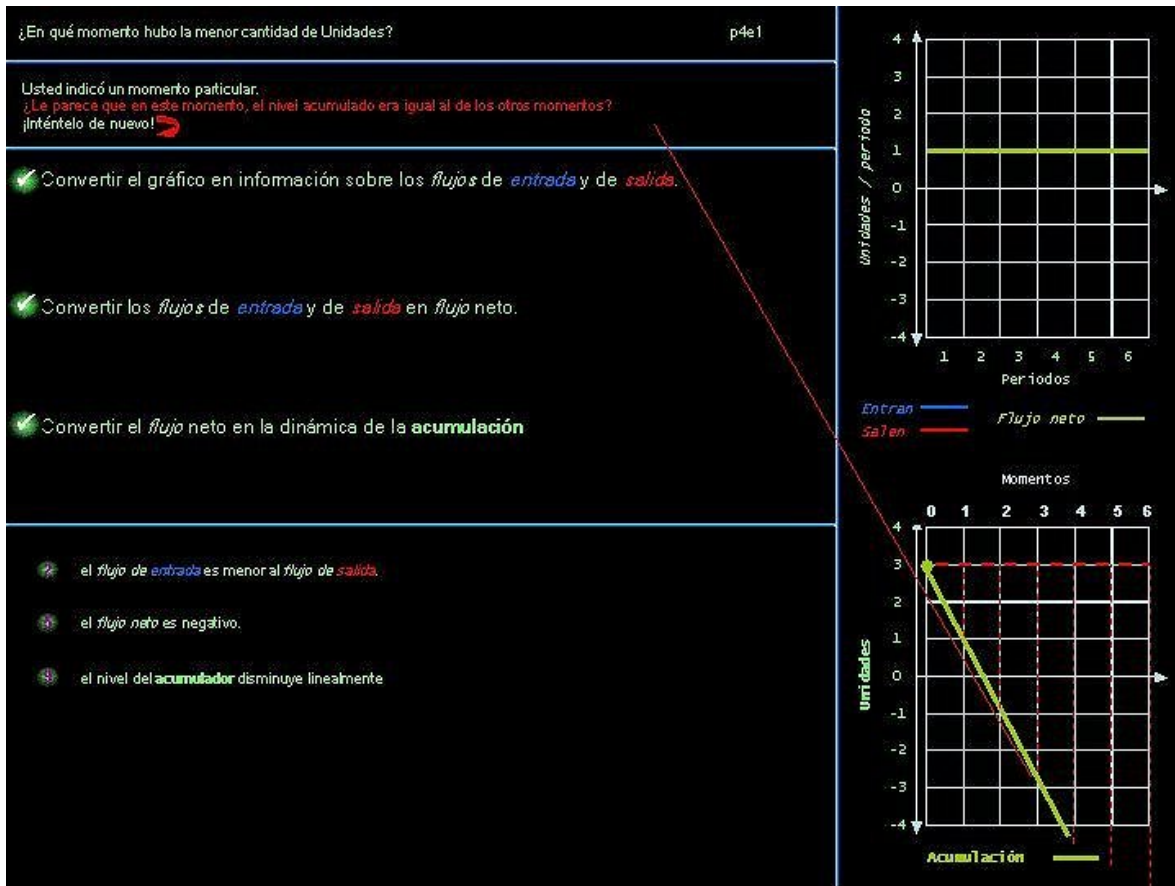 ¿En qué momento hubo la menor cantidad de Unidades? p4e1
Usted indicó un momento particular.
¿Le parece que en este momento, el nivel acumulado era igual al de los otros momentos?
¡Inténtelo de nuevo!
Convertir el gráfico en información sobre los flujos de entrada y de salida.
Convertir los flujos de entrada y de salida en flujo neto.
Convertir el flujo neto en la dinámica de la acumulación
el flujo de entrada es menor al flujo de salida.
el flujo neto es negativo.
el nivel del acumulador disminuye linealmente
Unidades / periodo
4
3
2
1
0
-1
-2
-3
-4
1 2 3 4 5 6
Periodos
Entran
Salen
Flujo neto
Momentos
0 1 2 3 4 5 6
Unidades
4
3
2
1
0
-1
-2
-3
-4
Acumulación